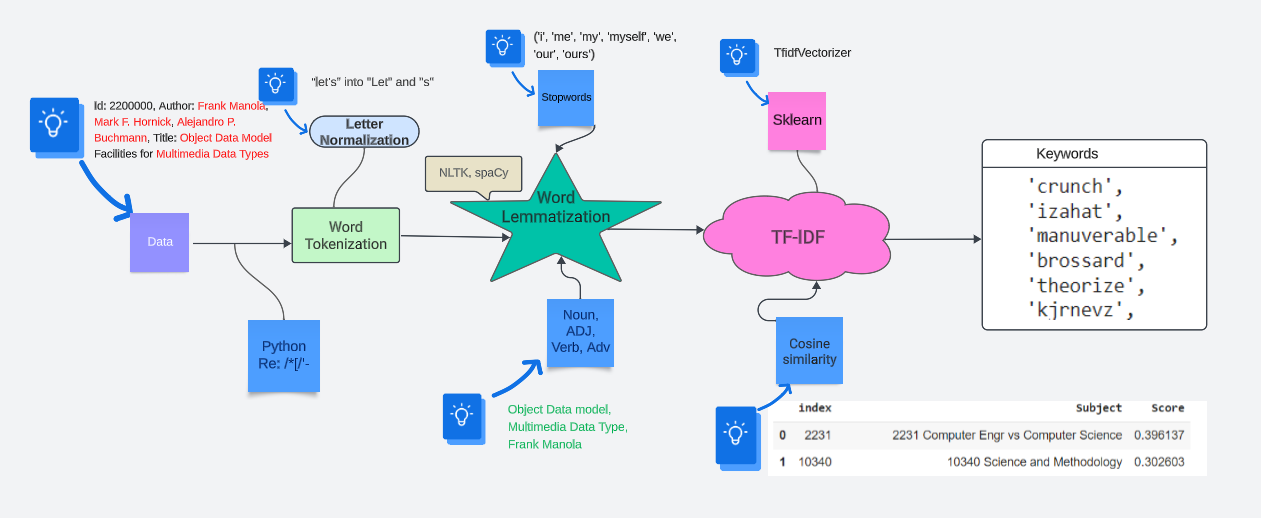 Id: 2200000, Author: Frank Manola,
Mark F. Hornick, Alejandro P.
Buchmann, Title: Object Data Model
Facilities for Multimedia Data Types
"let's" into "Let" and "s"
Letter
Normalization
('i', 'me', 'my', 'myself', 'we',
'our', 'ours')
Stopwords
TfidfVectorizer
Sklearn
NLTK, spaCy
Data
Word
Tokenization
Word
Lemmatization
TF-IDF
Keywords
'crunch',
'izahat',
'manuverable',
'brossard',
'theorize',
'kjrnevz',
Python
Re: /*[/'-
Noun,
ADJ,
Verb, Adv
Cosine
similarity
Object Data model,
Multimedia Data Type,
Frank Manola
index Subject Score
0 2231 2231 Computer Engr vs Computer Science 0.396137
1 10340 10340 Science and Methodology 0.302603